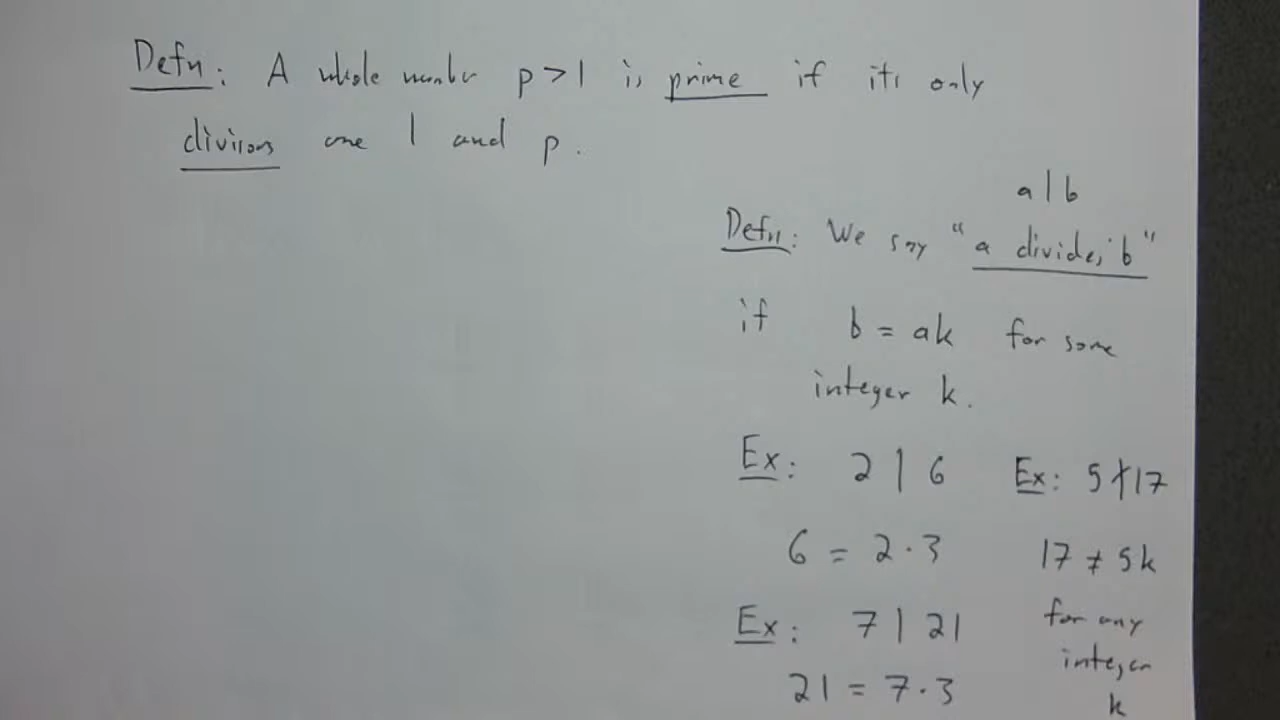 Defn: A whole number p > 1 is prime if its only
divisors are 1 and p.
a | b
Defn: We say "a divides b"
if b = ak for some
integer k.
Ex: 2 | 6
6 = 2 · 3
Ex: 7 | 21
21 = 7 · 3
Ex: 5 ∤ 17
17 ≠ 5k
for any
integer
k